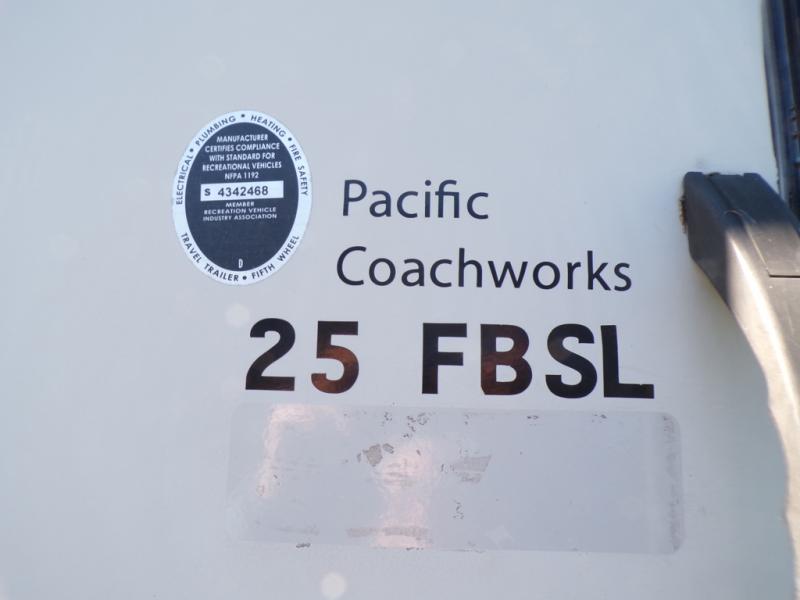 ELECTRICAL • PLUMBING • HEATING • FIRE SAFETY
MANUFACTURER
CERTIFIES COMPLIANCE
WITH STANDARD FOR
RECREATIONAL VEHICLES
NFPA 1192
S 4342468
MEMBER
RECREATION VEHICLE
INDUSTRY ASSOCIATION
D
TRAVEL TRAILER • FIFTH WHEEL
Pacific
Coachworks
25 FBSL